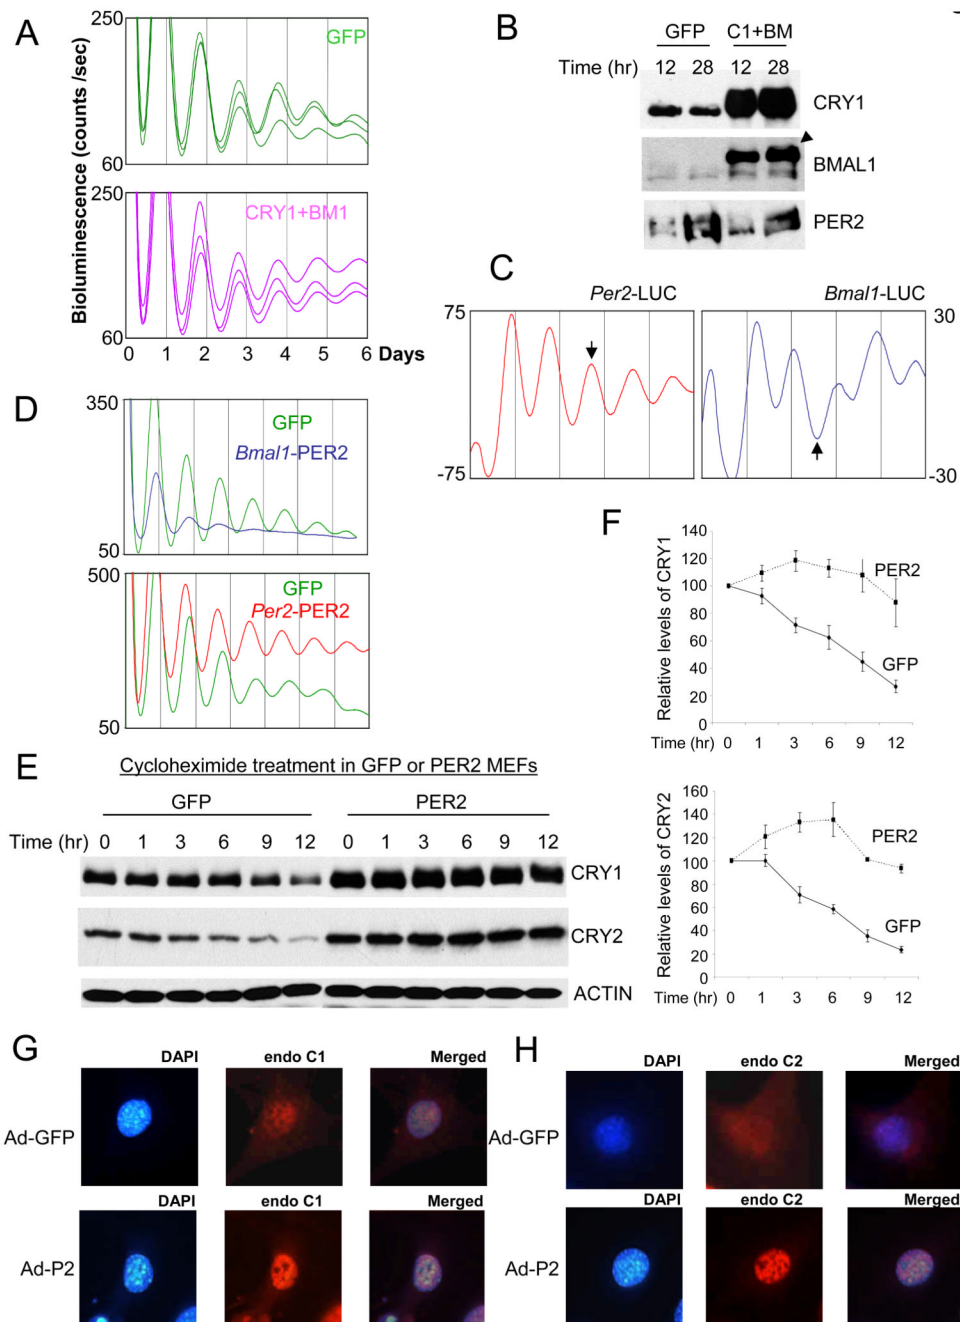 A
Bioluminescence (counts /sec)
250
GFP
60
250
CRY1+BM1
60
0 1 2 3 4 5 6 Days
B
GFP C1+BM
Time (hr) 12 28 12 28
CRY1
BMAL1
PER2
C
Per2-LUC
75
-75
Bmal1-LUC
30
-30
D
350
GFP
Bmal1-PER2
50
500
GFP
Per2-PER2
50
E
Cycloheximide treatment in GFP or PER2 MEFs
GFP PER2
Time (hr) 0 1 3 6 9 12 0 1 3 6 9 12
CRY1
CRY2
ACTIN
F
Relative levels of CRY1
140
120
100
80
60
40
20
0
PER2
GFP
Time (hr) 0 1 3 6 9 12
Relative levels of CRY2
160
140
120
100
80
60
40
20
0
PER2
GFP
Time (hr) 0 1 3 6 9 12
G
DAPI endo C1 Merged
Ad-GFP
DAPI endo C1 Merged
Ad-P2
H
DAPI endo C2 Merged
Ad-GFP
DAPI endo C2 Merged
Ad-P2